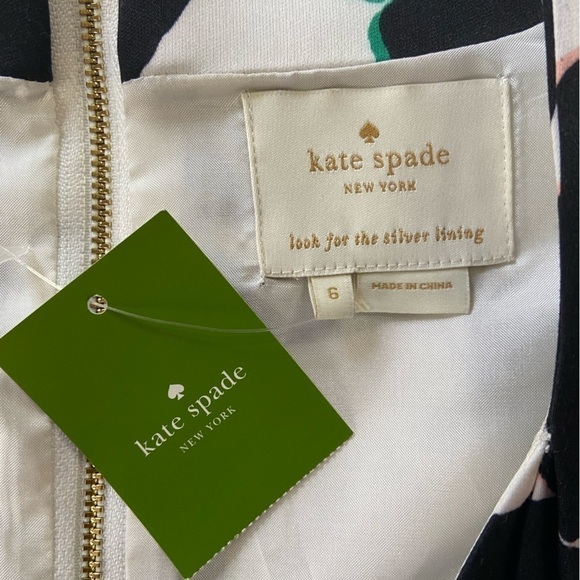 kate spade
NEW YORK
look for the silver lining
6
MADE IN CHINA
kate spade
NEW YORK